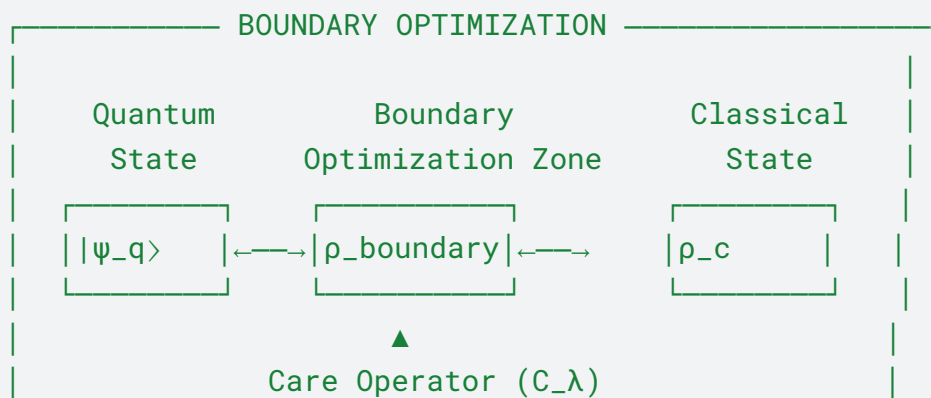 BOUNDARY OPTIMIZATION
Quantum Boundary Classical
State Optimization Zone State
|ψ_q⟩ ←──→ ρ_boundary ←──→ ρ_c
▲
Care Operator (C_λ)